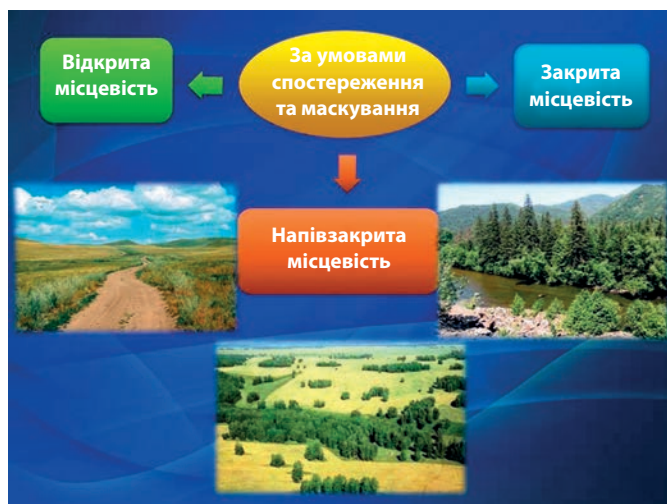 За умовами
спостереження
та маскування
Відкрита
місцевість
Закрита
місцевість
Напівзакрита
місцевість